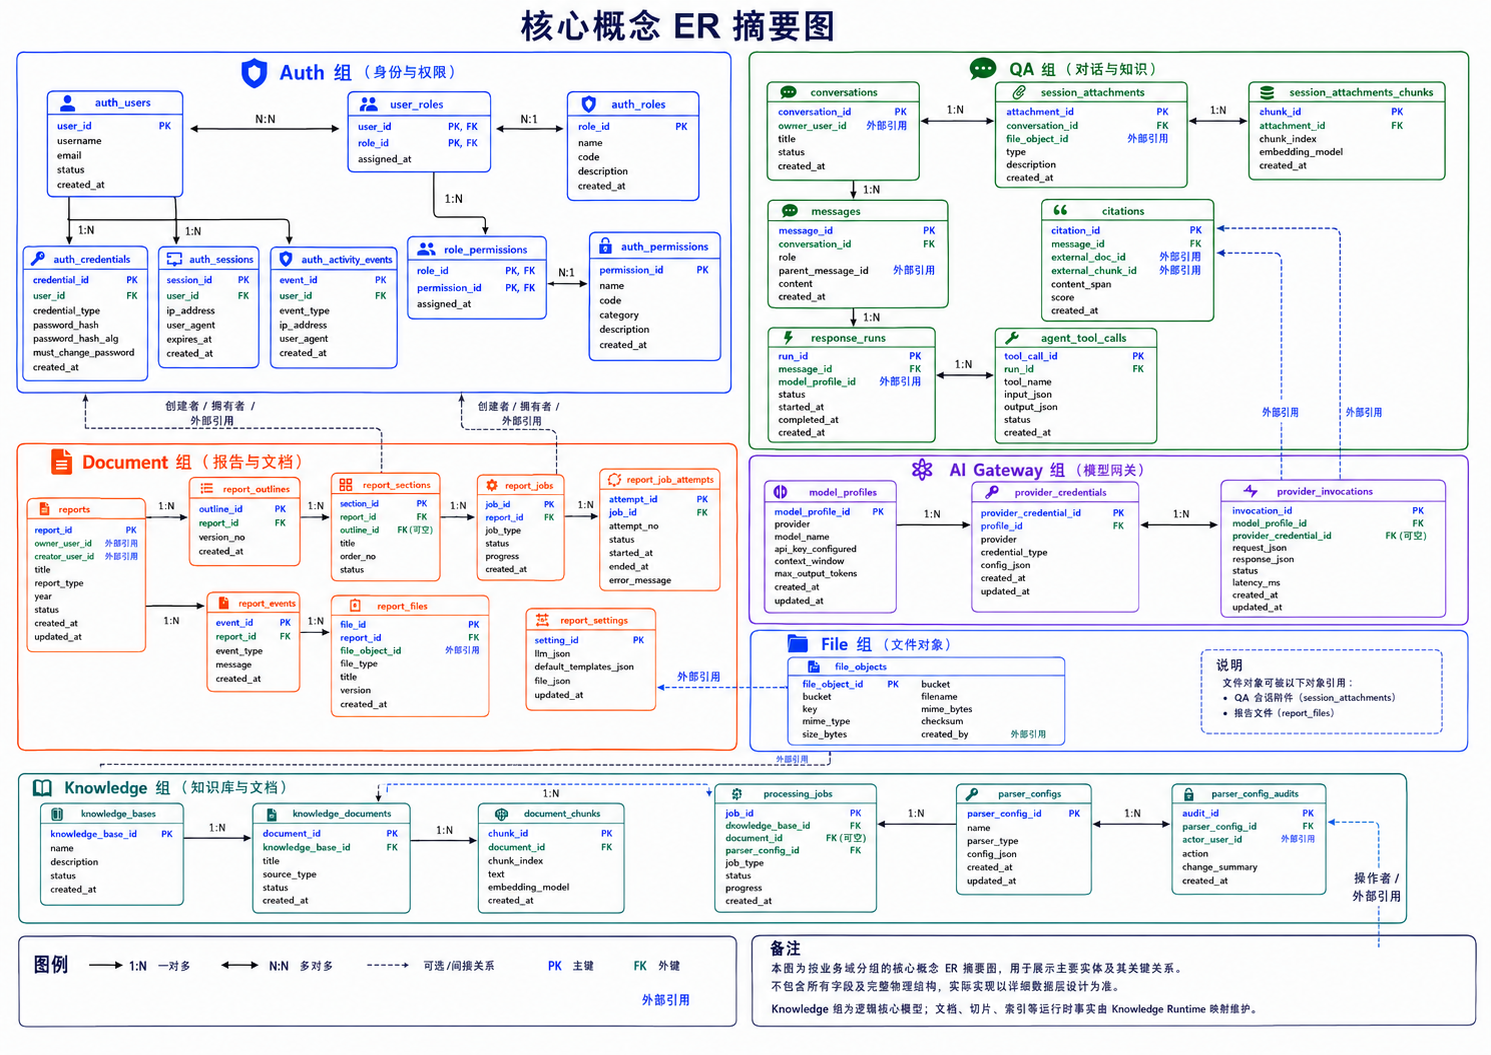 核心概念 ER 摘要图
Auth 组（身份与权限）
auth_users
user_id PK
username
email
status
created_at
N:N
user_roles
user_id PK, FK
role_id PK, FK
assigned_at
N:1
auth_roles
role_id PK
name
code
description
created_at
1:N
1:N
1:N
auth_credentials
credential_id PK
user_id FK
credential_type
password_hash
password_hash_alg
must_change_password
created_at
auth_sessions
session_id PK
user_id FK
ip_address
user_agent
expires_at
created_at
auth_activity_events
event_id PK
user_id FK
event_type
ip_address
user_agent
created_at
role_permissions
role_id PK, FK
permission_id PK, FK
assigned_at
N:1
auth_permissions
permission_id PK
name
code
category
description
created_at
创建者 / 拥有者 /
外部引用
创建者 / 拥有者 /
外部引用
QA 组（对话与知识）
conversations
conversation_id PK
owner_user_id 外部引用
title
status
created_at
1:N
session_attachments
attachment_id PK
conversation_id FK
file_object_id 外部引用
type
description
created_at
1:N
session_attachments_chunks
chunk_id PK
attachment_id FK
chunk_index
embedding_model
created_at
1:N
messages
message_id PK
conversation_id FK
role
parent_message_id 外部引用
content
created_at
citations
citation_id PK
message_id FK
external_doc_id 外部引用
external_chunk_id 外部引用
content_span
score
created_at
1:N
response_runs
run_id PK
message_id FK
model_profile_id 外部引用
status
started_at
completed_at
created_at
1:N
agent_tool_calls
tool_call_id PK
run_id FK
tool_name
input_json
output_json
status
created_at
外部引用
外部引用
Document 组（报告与文档）
reports
report_id PK
owner_user_id 外部引用
creator_user_id 外部引用
title
report_type
year
status
created_at
updated_at
1:N
report_outlines
outline_id PK
report_id FK
version_no
created_at
1:N
report_sections
section_id PK
report_id FK
outline_id FK (可空)
title
order_no
status
1:N
report_jobs
job_id PK
report_id FK
job_type
status
progress
created_at
1:N
report_job_attempts
attempt_id PK
job_id FK
attempt_no
status
started_at
ended_at
error_message
1:N
report_events
event_id PK
report_id FK
event_type
message
created_at
1:N
report_files
file_id PK
report_id FK
file_object_id 外部引用
file_type
title
version
created_at
report_settings
setting_id PK
llm_json
default_templates_json
file_json
updated_at
外部引用
AI Gateway 组（模型网关）
model_profiles
model_profile_id PK
provider
model_name
api_key_configured
context_window
max_output_tokens
created_at
updated_at
1:N
provider_credentials
provider_credential_id PK
profile_id FK
provider
credential_type
config_json
created_at
updated_at
1:N
provider_invocations
invocation_id PK
model_profile_id FK
provider_credential_id FK (可空)
request_json
response_json
status
latency_ms
created_at
updated_at
File 组（文件对象）
file_objects
file_object_id PK bucket
bucket filename
key mime_bytes
mime_type checksum
size_bytes created_by 外部引用
说明
文件对象可被以下对象引用：
• QA 会话附件（session_attachments）
• 报告文件（report_files）
外部引用
Knowledge 组（知识库与文档）
knowledge_bases
knowledge_base_id PK
name
description
status
created_at
1:N
knowledge_documents
document_id PK
knowledge_base_id FK
title
source_type
status
created_at
1:N
document_chunks
chunk_id PK
document_id FK
chunk_index
text
embedding_model
created_at
1:N
processing_jobs
job_id PK
dxowledge_base_id FK
document_id FK (可空)
parser_config_id FK
job_type
status
progress
created_at
1:N
parser_configs
parser_config_id PK
name
parser_type
config_json
created_at
updated_at
1:N
parser_config_audits
audit_id PK
parser_config_id FK
actor_user_id 外部引用
action
change_summary
created_at
操作者 /
外部引用
图例
1:N 一对多
N:N 多对多
可选/间接关系
PK 主键
FK 外键
外部引用
备注
本图为按业务域分组的核心概念 ER 摘要图，用于展示主要实体及其关键关系。
不包含所有字段及完整物理结构，实际实现以详细数据层设计为准。
Knowledge 组为逻辑核心模型；文档、切片、索引等运行时事实由 Knowledge Runtime 映射维护。